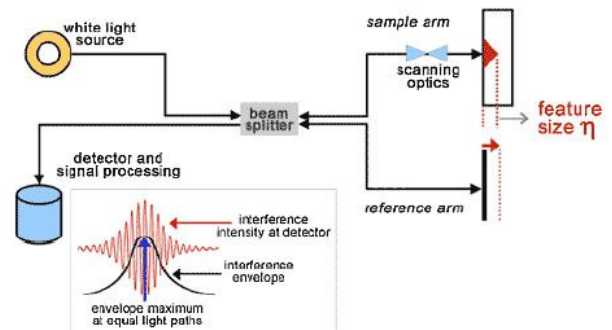 white light
source
sample arm
scanning
optics
beam
splitter
feature
size η
detector and
signal processing
reference arm
interference
intensity at detector
interference
envelope
envelope maximum
at equal light paths